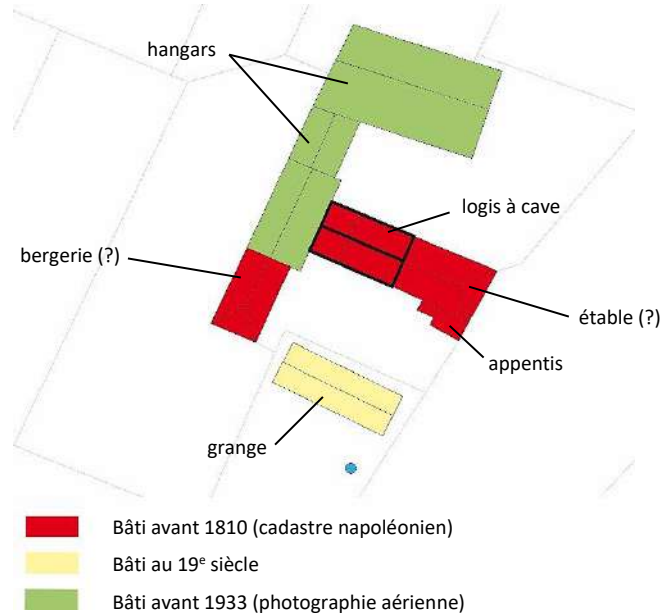 hangars
logis à cave
bergerie (?)
étable (?)
appentis
grange
Bâti avant 1810 (cadastre napoléonien)
Bâti au 19e siècle
Bâti avant 1933 (photographie aérienne)